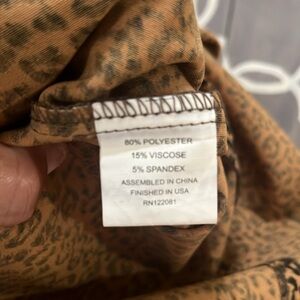 80% POLYESTER
15% VISCOSE
5% SPANDEX
ASSEMBLED IN CHINA
FINISHED IN USA
RN122081